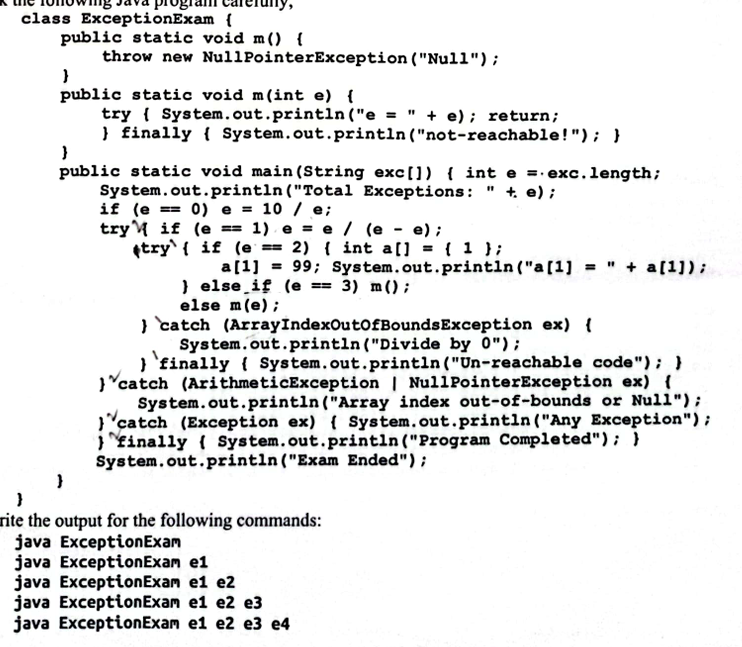 k the following Java program carefully,
class ExceptionExam {
public static void m() {
throw new NullPointerException("Null");
}
public static void m(int e) {
try { System.out.println("e = " + e); return;
} finally { System.out.println("not-reachable!"); }
}
public static void main(String exc[]) { int e = exc.length;
System.out.println("Total Exceptions: " + e);
if (e == 0) e = 10 / e;
try { if (e == 1) e = e / (e - e);
try { if (e == 2) { int a[] = { 1 };
a[1] = 99; System.out.println("a[1] = " + a[1]);
} else if (e == 3) m();
else m(e);
} catch (ArrayIndexOutOfBoundsException ex) {
System.out.println("Divide by 0");
} finally { System.out.println("Un-reachable code"); }
} catch (ArithmeticException | NullPointerException ex) {
System.out.println("Array index out-of-bounds or Null");
} catch (Exception ex) { System.out.println("Any Exception");
} finally { System.out.println("Program Completed"); }
System.out.println("Exam Ended");
}
}
rite the output for the following commands:
java ExceptionExam
java ExceptionExam e1
java ExceptionExam e1 e2
java ExceptionExam e1 e2 e3
java ExceptionExam e1 e2 e3 e4